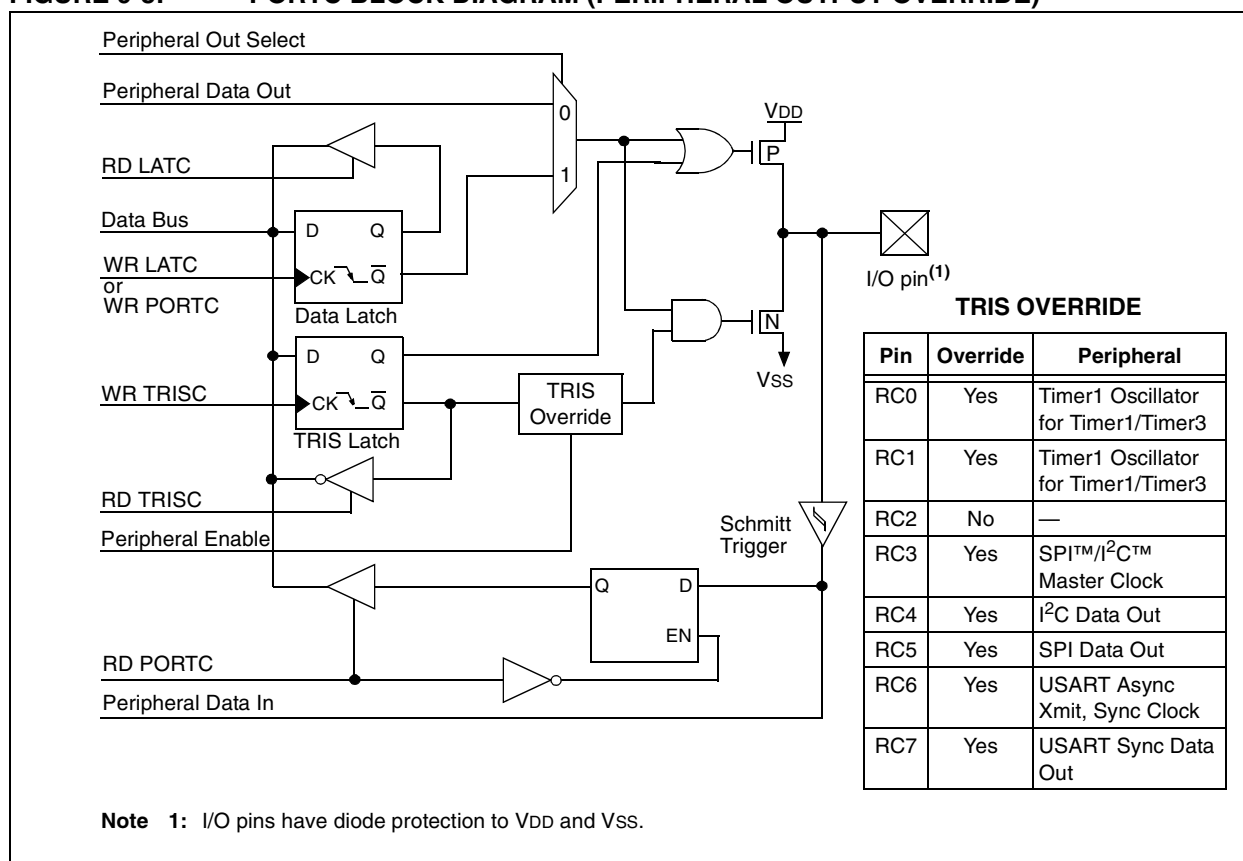 Peripheral Out Select
Peripheral Data Out
0
VDD
P
RD LATC
1
Data Bus
D Q
WR LATC
or
WR PORTC
CK Q̅
Data Latch
I/O pin(1)
D Q
WR TRISC
CK Q̅
TRIS Latch
TRIS
Override
N
VSS
RD TRISC
Peripheral Enable
Schmitt
Trigger
Q D
EN
RD PORTC
Peripheral Data In
TRIS OVERRIDE
Pin Override Peripheral
RC0 Yes Timer1 Oscillator
for Timer1/Timer3
RC1 Yes Timer1 Oscillator
for Timer1/Timer3
RC2 No —
RC3 Yes SPI™/I²C™
Master Clock
RC4 Yes I²C Data Out
RC5 Yes SPI Data Out
RC6 Yes USART Async
Xmit, Sync Clock
RC7 Yes USART Sync Data
Out
Note 1: I/O pins have diode protection to VDD and VSS.